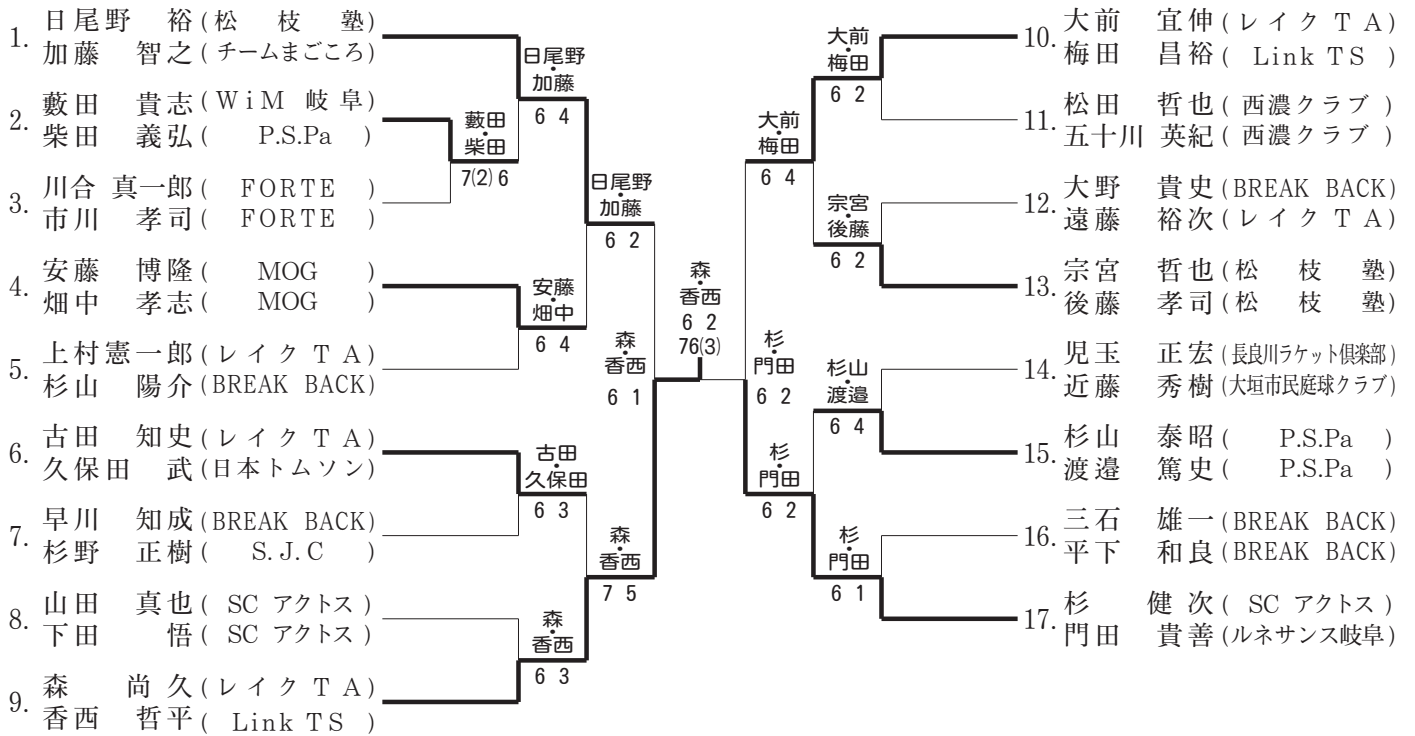 1. 日尾野 裕 (松 枝 塾)
加藤 智之 (チームまごころ)
2. 藪田 貴志 (WiM 岐阜)
柴田 義弘 ( P.S.Pa )
3. 川合 真一郎 ( FORTE )
市川 孝司 ( FORTE )
4. 安藤 博隆 ( MOG )
畑中 孝志 ( MOG )
5. 上村憲一郎 (レイク T A)
杉山 陽介 (BREAK BACK)
6. 古田 知史 (レイク T A)
久保田 武 (日本トムソン)
7. 早川 知成 (BREAK BACK)
杉野 正樹 ( S.J.C )
8. 山田 真也 ( SC アクトス )
下田 悟 ( SC アクトス )
9. 森 尚久 (レイク T A)
香西 哲平 ( Link TS )
藪田・
柴田
7(2) 6
日尾野・
加藤
6 4
安藤・
畑中
6 4
古田・
久保田
6 3
森・
香西
6 3
日尾野・
加藤
6 2
森・
香西
7 5
森・
香西
6 1
森・
香西
6 2
76(3)
杉・
門田
6 2
大前・
梅田
6 4
杉・
門田
6 2
大前・
梅田
6 2
宗宮・
後藤
6 2
杉山・
渡邉
6 4
杉・
門田
6 1
10. 大前 宜伸 (レイク T A)
梅田 昌裕 ( Link TS )
11. 松田 哲也 (西濃クラブ)
五十川 英紀 (西濃クラブ)
12. 大野 貴史 (BREAK BACK)
遠藤 裕次 (レイク T A)
13. 宗宮 哲也 (松 枝 塾)
後藤 孝司 (松 枝 塾)
14. 児玉 正宏 (長良川ラケット倶楽部)
近藤 秀樹 (大垣市民庭球クラブ)
15. 杉山 泰昭 ( P.S.Pa )
渡邉 篤史 ( P.S.Pa )
16. 三石 雄一 (BREAK BACK)
平下 和良 (BREAK BACK)
17. 杉 健次 ( SC アクトス )
門田 貴善 (ルネサンス岐阜)